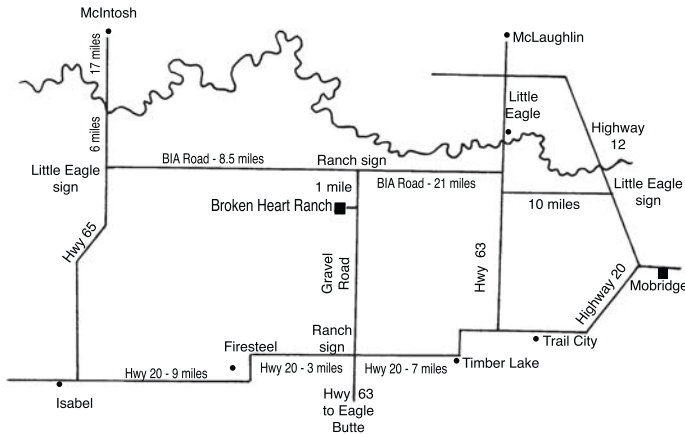 McIntosh
17 miles
McLaughlin
6 miles
Little
Eagle
Highway
12
BIA Road - 8.5 miles
Ranch sign
Little Eagle
sign
1 mile
BIA Road - 21 miles
Little Eagle
sign
Broken Heart Ranch
10 miles
Hwy 65
Gravel
Road
Hwy 63
Highway 20
Mobridge
Ranch
sign
Firesteel
Trail City
Hwy 20 - 9 miles
Hwy 20 - 3 miles
Hwy 20 - 7 miles
Timber Lake
Isabel
Hwy 63
to Eagle
Butte